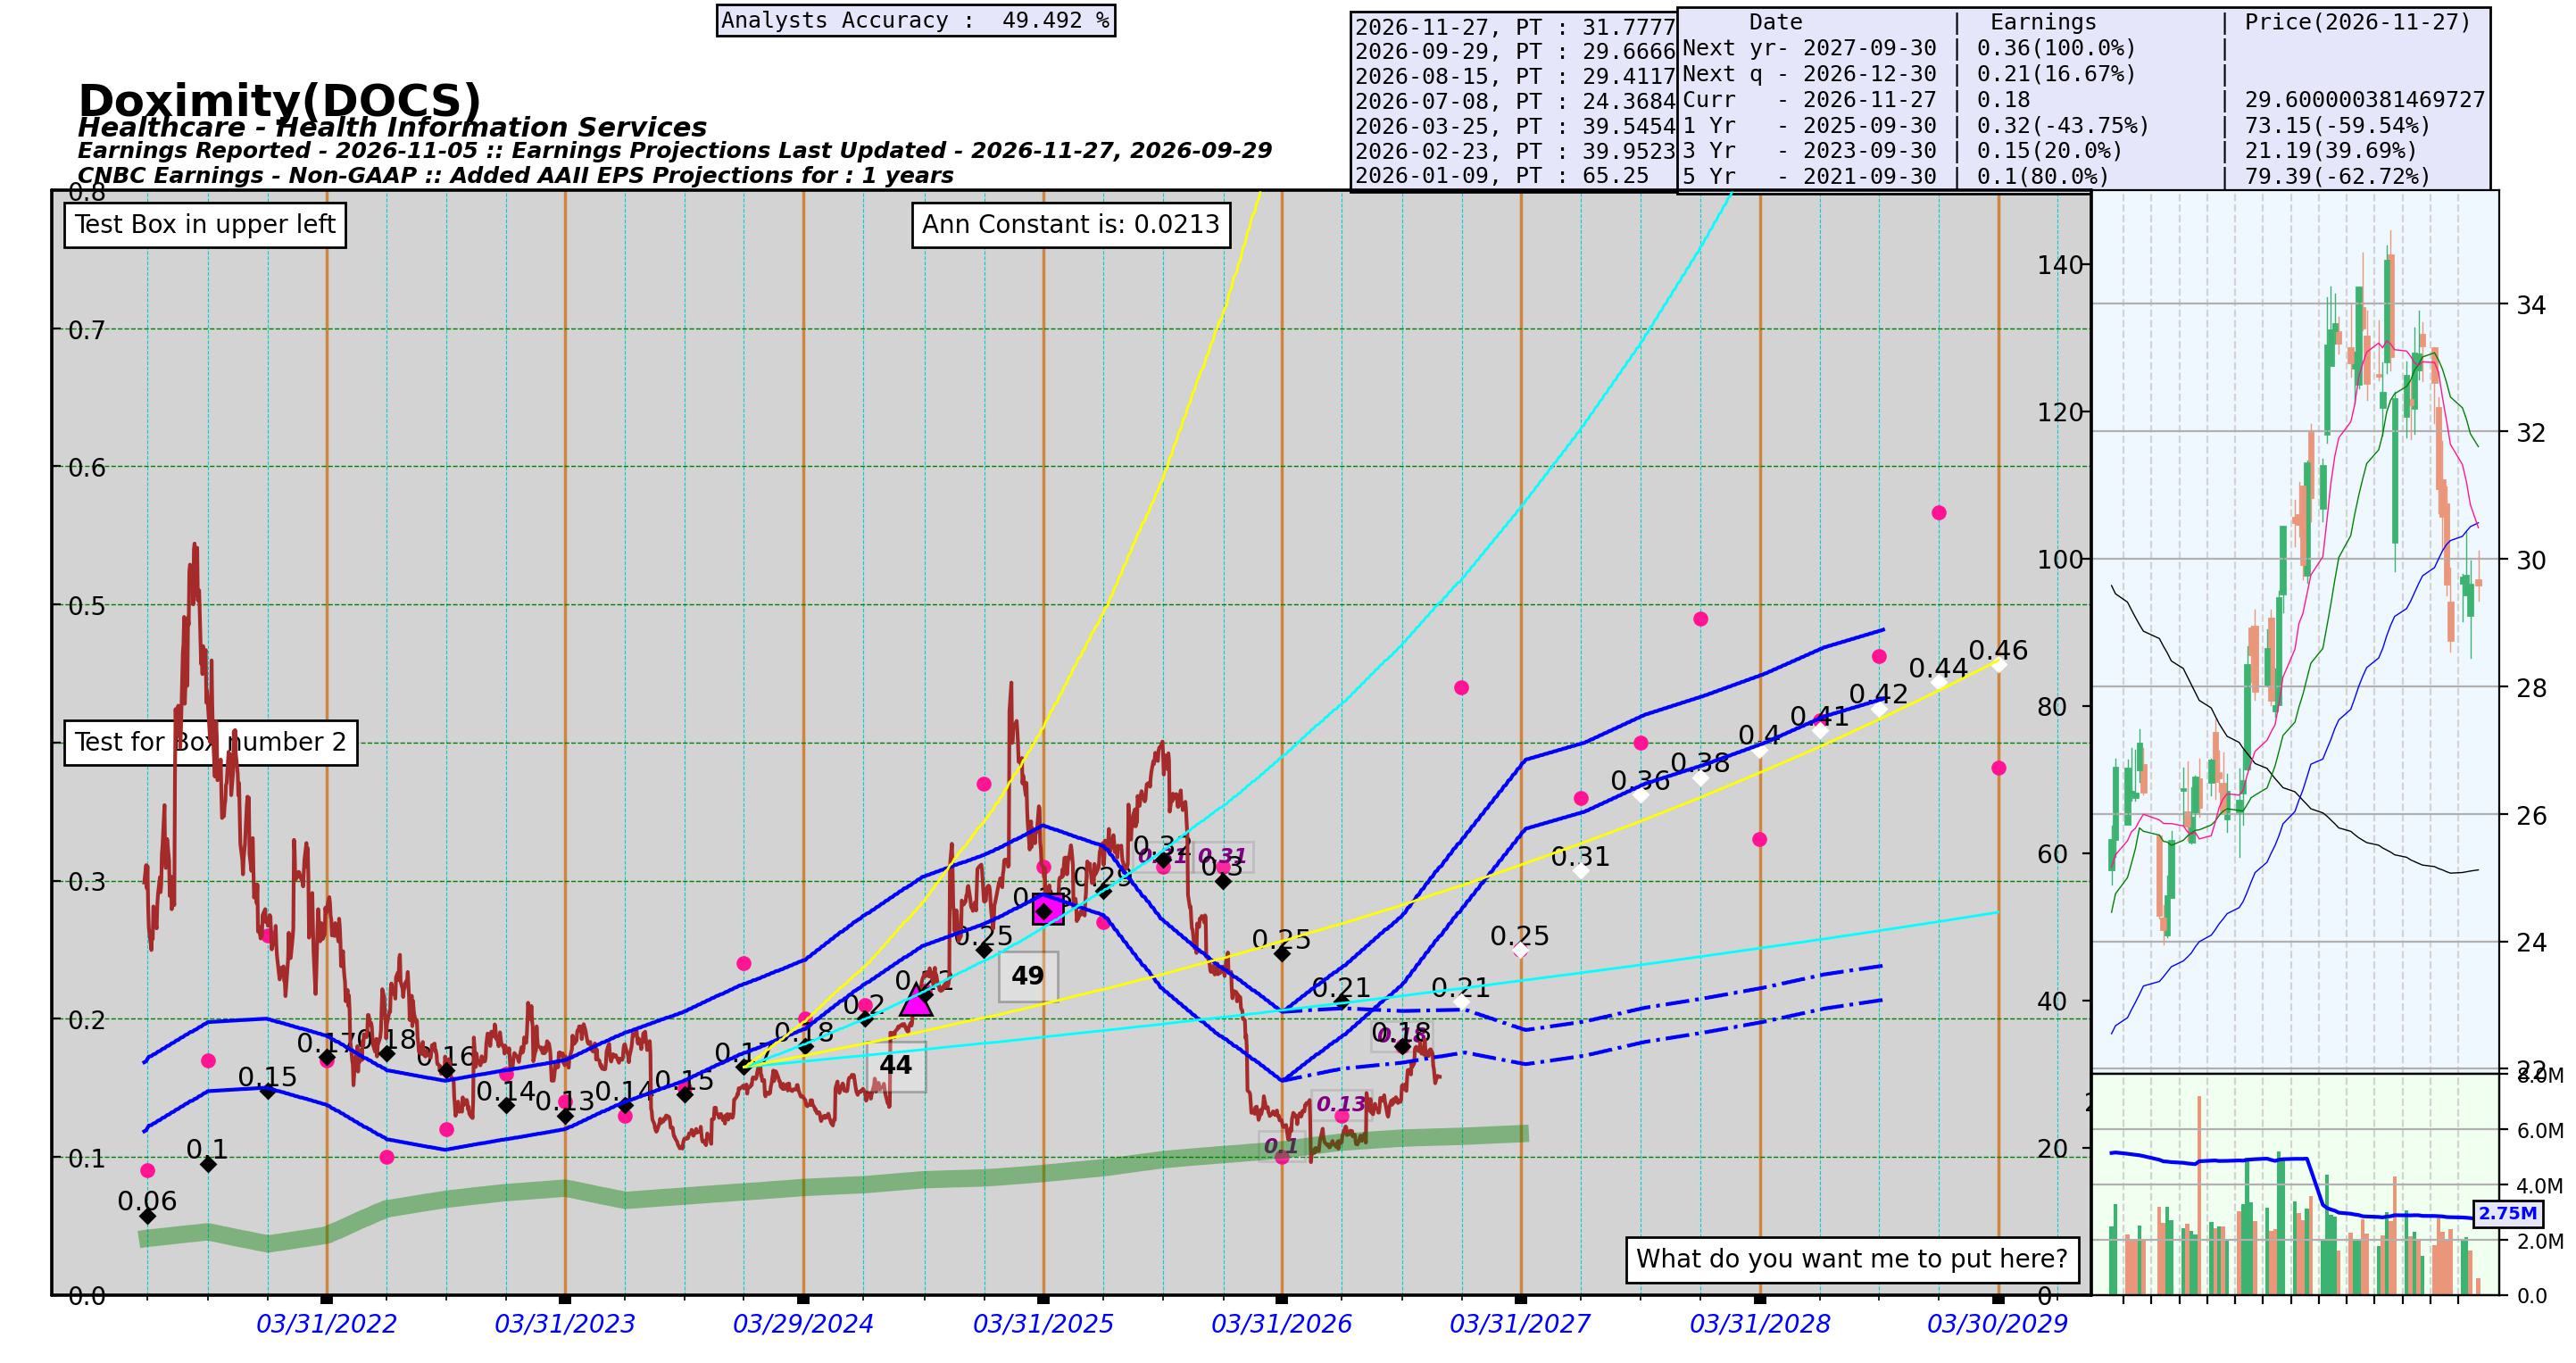 Analysts Accuracy :  49.492 %
2026-11-27, PT : 31.7777
2026-09-29, PT : 29.6666
2026-08-15, PT : 29.4117
2026-07-08, PT : 24.3684
2026-03-25, PT : 39.5454
2026-02-23, PT : 39.9523
2026-01-09, PT : 65.25
Date | Earnings | Price(2026-11-27)
Next yr- 2027-09-30 | 0.36(100.0%) |
Next q - 2026-12-30 | 0.21(16.67%) |
Curr   - 2026-11-27 | 0.18 | 29.600000381469727
1 Yr   - 2025-09-30 | 0.32(-43.75%) | 73.15(-59.54%)
3 Yr   - 2023-09-30 | 0.15(20.0%) | 21.19(39.69%)
5 Yr   - 2021-09-30 | 0.1(80.0%) | 79.39(-62.72%)
Doximity(DOCS)
Healthcare - Health Information Services
Earnings Reported - 2026-11-05 :: Earnings Projections Last Updated - 2026-11-27, 2026-09-29
CNBC Earnings - Non-GAAP :: Added AAII EPS Projections for : 1 years
Test Box in upper left
Ann Constant is: 0.0213
Test for Box number 2
What do you want me to put here?
0.8
0.7
0.6
0.5
0.3
0.2
0.1
0.0
0.06
0.1
0.15
0.17
0.18
0.16
0.14
0.13
0.14
0.15
0.17
0.18
0.2
0.22
0.25
0.29
0.32
0.31
0.3
0.25
0.1
0.21
0.13
0.18
0.21
0.25
0.31
0.36
0.38
0.4
0.41
0.42
0.44
0.46
49
44
140
120
100
80
60
40
20
0
34
32
30
28
26
24
22
8.0M
6.0M
4.0M
2.75M
2.0M
0.0
03/31/2022
03/31/2023
03/29/2024
03/31/2025
03/31/2026
03/31/2027
03/31/2028
03/30/2029